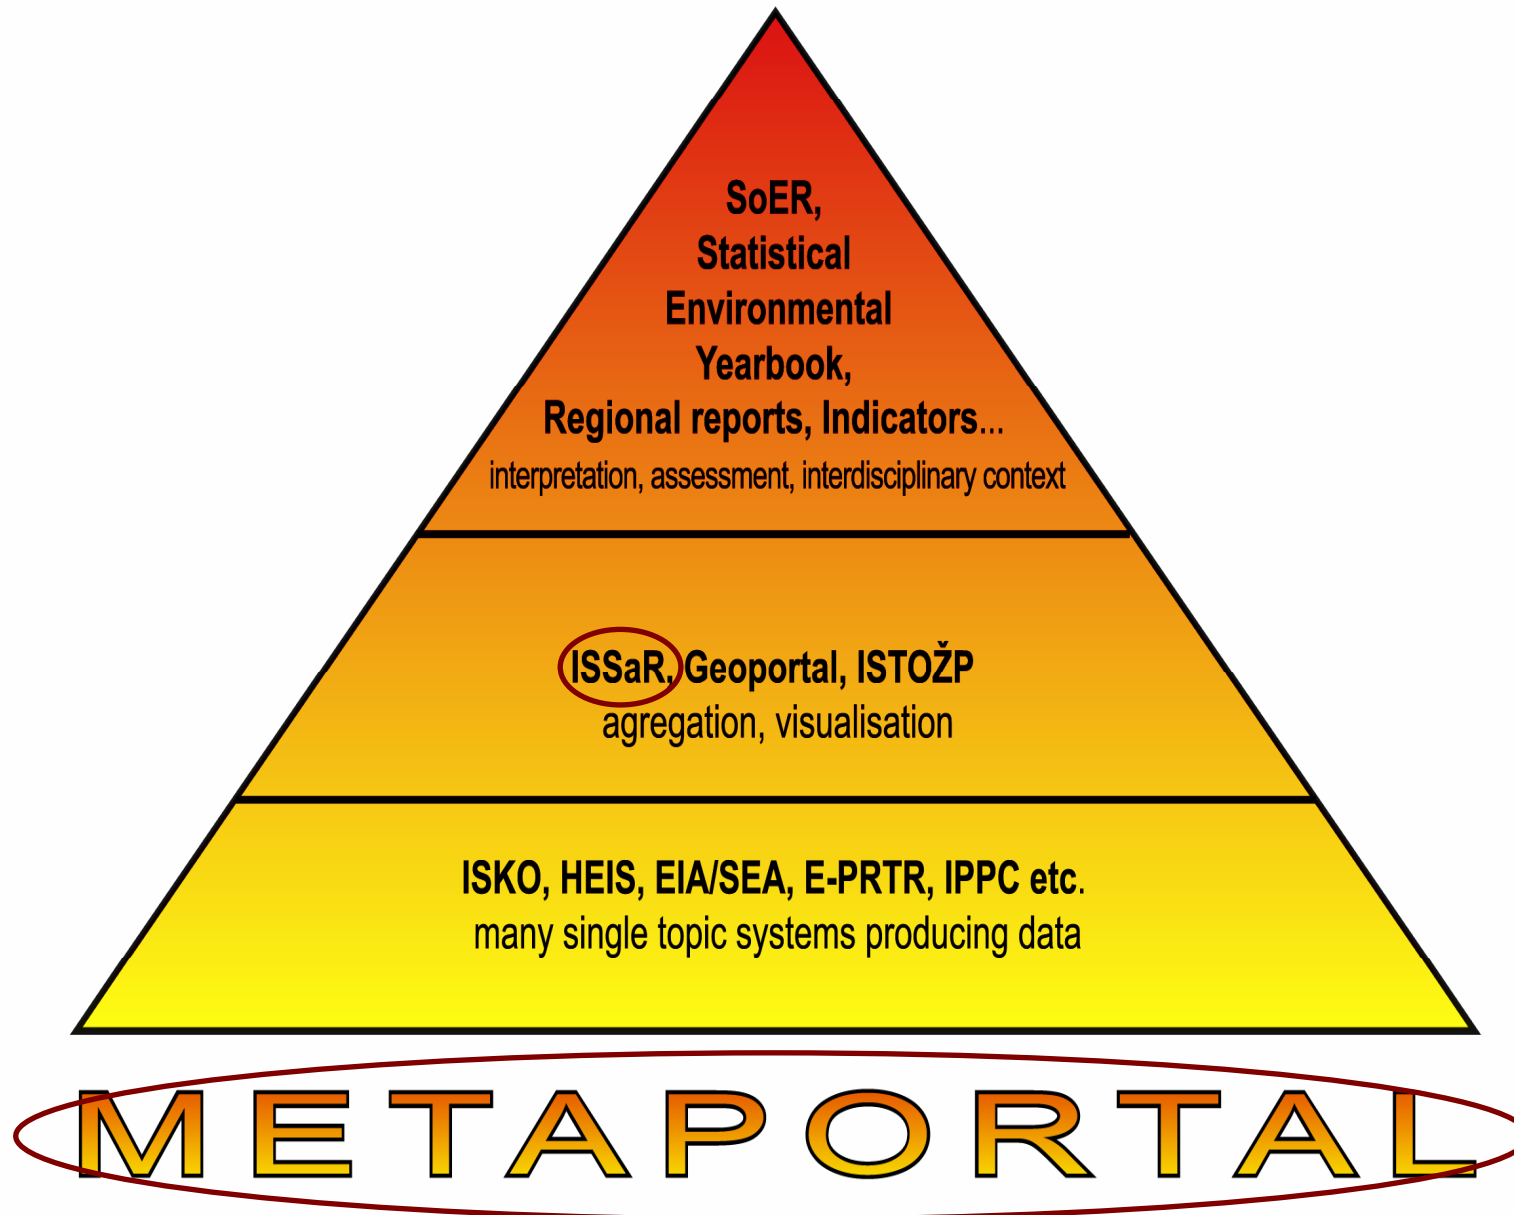 SoER,
Statistical
Environmental
Yearbook,
Regional reports, Indicators...
interpretation, assessment, interdisciplinary context
ISSaR, Geoportal, ISTOŽP
agregation, visualisation
ISKO, HEIS, EIA/SEA, E-PRTR, IPPC etc.
many single topic systems producing data
METAPORTAL